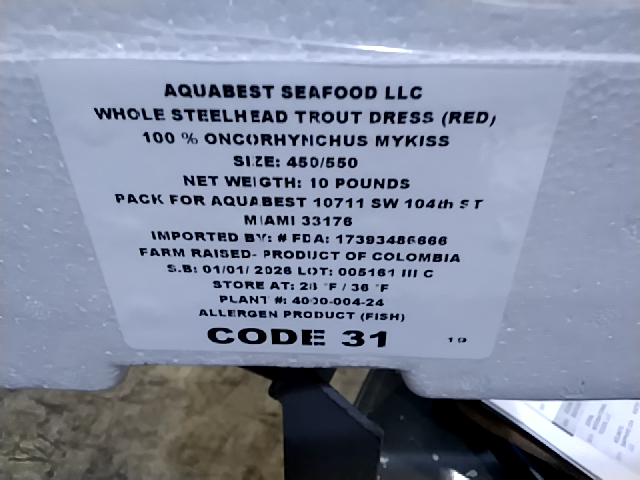 AQUABEST SEAFOOD LLC
WHOLE STEELHEAD TROUT DRESS (RED)
100 % ONCORHYNCHUS MYKISS
SIZE: 450/550
NET WEIGTH: 10 POUNDS
PACK FOR AQUABEST 10711 SW 104th ST
MIAMI 33176
IMPORTED BY: # FDA: 17393486666
FARM RAISED- PRODUCT OF COLOMBIA
S.B: 01/01/ 2026 LOT: 005161 III C
STORE AT: 28 °F / 36 °F
PLANT #: 4000-004-24
ALLERGEN PRODUCT (FISH)
CODE 31
19